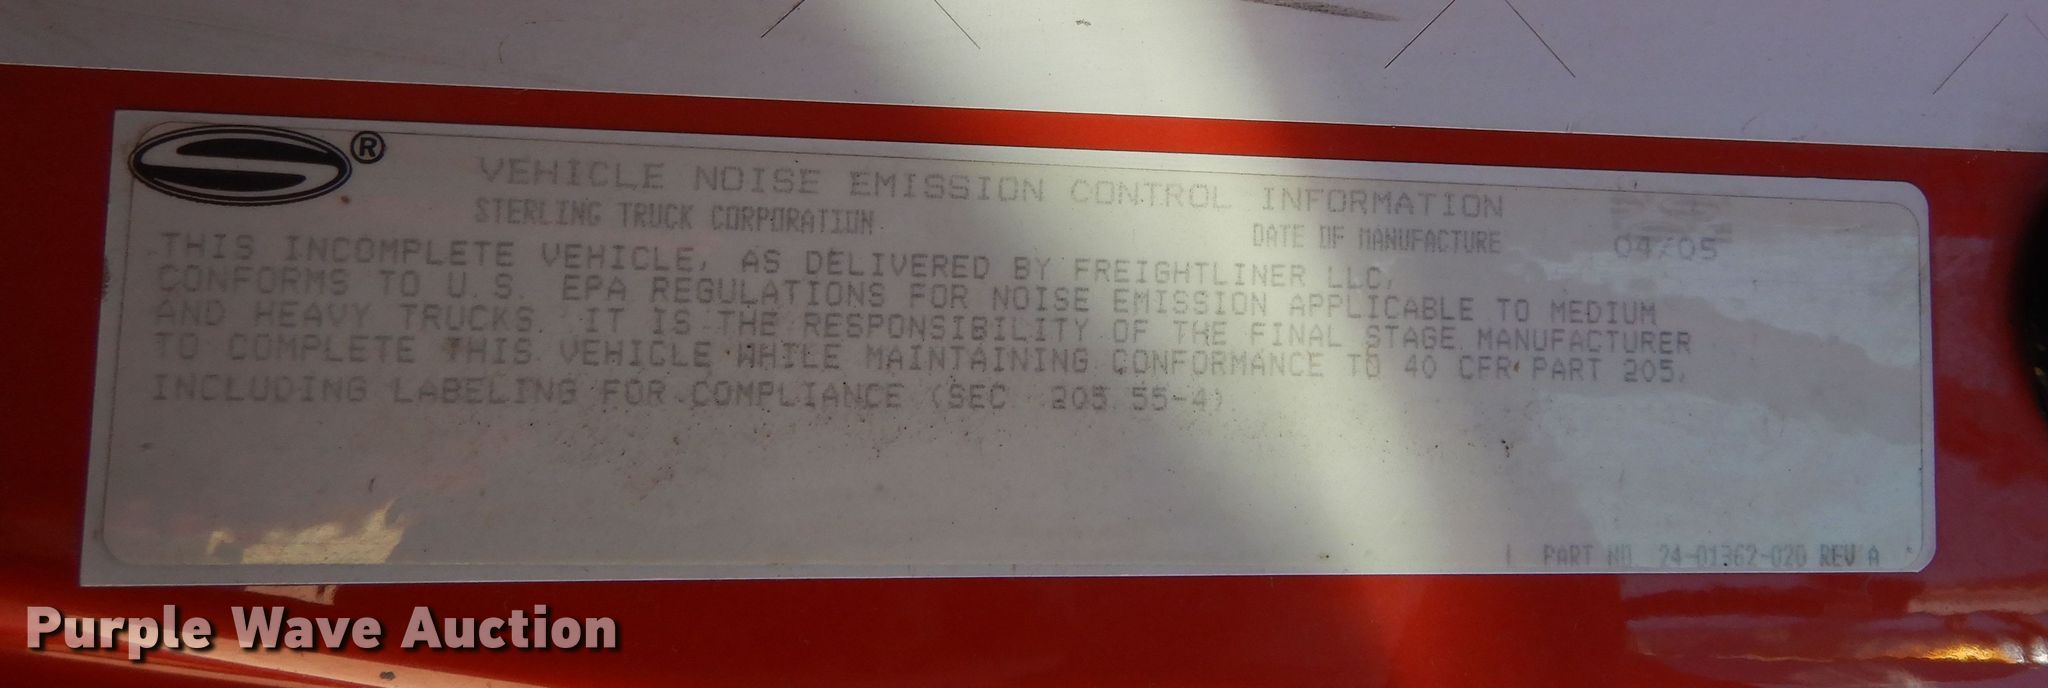 ®
VEHICLE NOISE EMISSION CONTROL INFORMATION
STERLING TRUCK CORPORATION
DATE OF MANUFACTURE 04/05
THIS INCOMPLETE VEHICLE, AS DELIVERED BY FREIGHTLINER LLC,
CONFORMS TO U.S. EPA REGULATIONS FOR NOISE EMISSION APPLICABLE TO MEDIUM
AND HEAVY TRUCKS. IT IS THE RESPONSIBILITY OF THE FINAL STAGE MANUFACTURER
TO COMPLETE THIS VEHICLE WHILE MAINTAINING CONFORMANCE TO 40 CFR PART 205,
INCLUDING LABELING FOR COMPLIANCE (SEC. 205.55-4)
PART NO. 24-01362-020 REV A
Purple Wave Auction